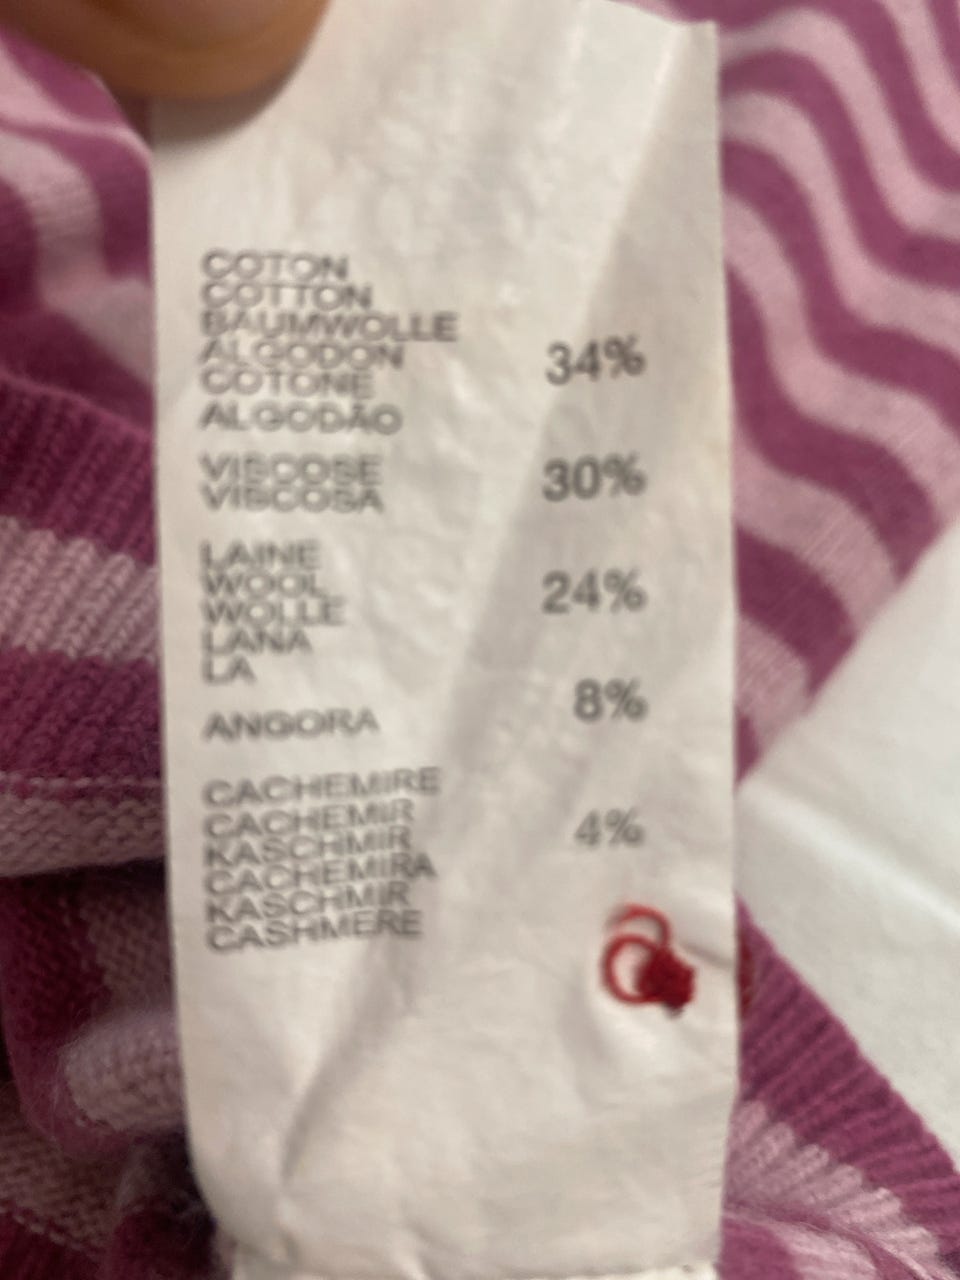 COTON
COTTON
BAUMWOLLE
ALGODON
COTONE
ALGODÃO
34%
VISCOSE
VISCOSA
30%
LAINE
WOOL
WOLLE
LANA
LA
24%
ANGORA
8%
CACHEMIRE
CACHEMIR
KASCHMIR
CACHEMIRA
KASCHMIR
CASHMERE
4%